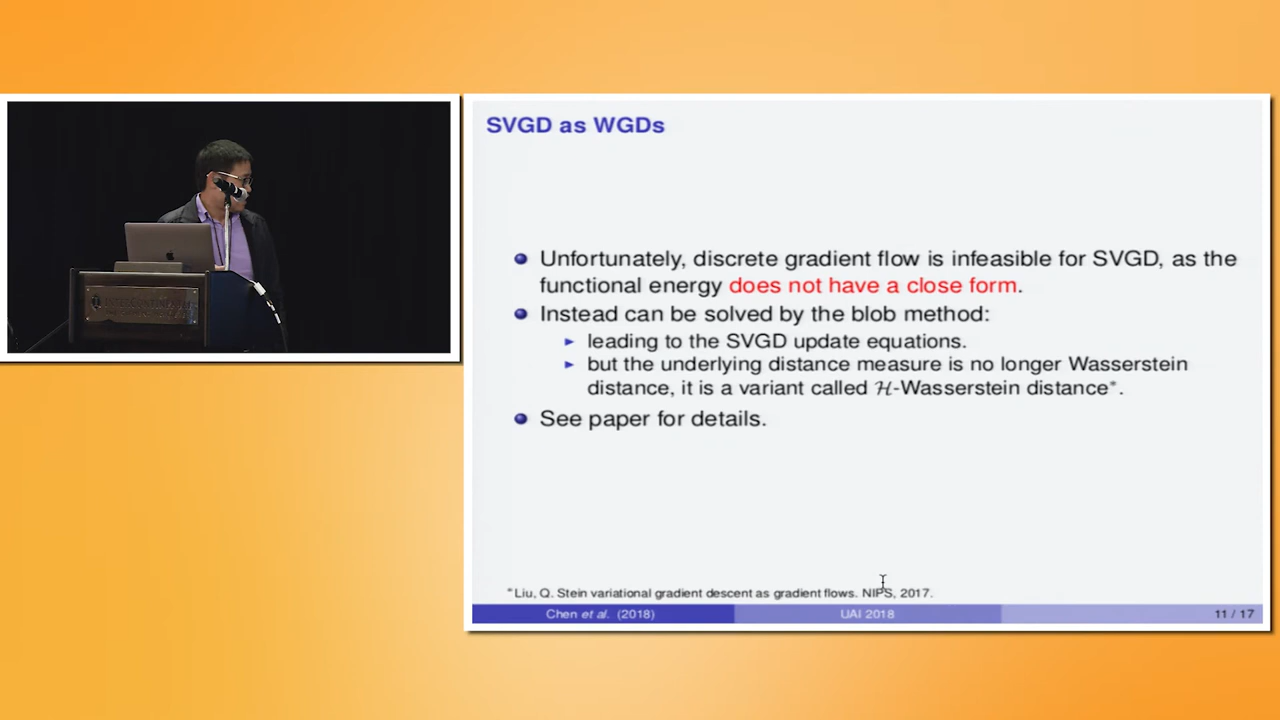 SVGD as WGDs
Unfortunately, discrete gradient flow is infeasible for SVGD, as the
functional energy does not have a close form.
Instead can be solved by the blob method:
leading to the SVGD update equations.
but the underlying distance measure is no longer Wasserstein
distance, it is a variant called ℋ-Wasserstein distance*.
See paper for details.
*Liu, Q. Stein variational gradient descent as gradient flows. NIPS, 2017.
Chen et al. (2018) UAI 2018 11 / 17